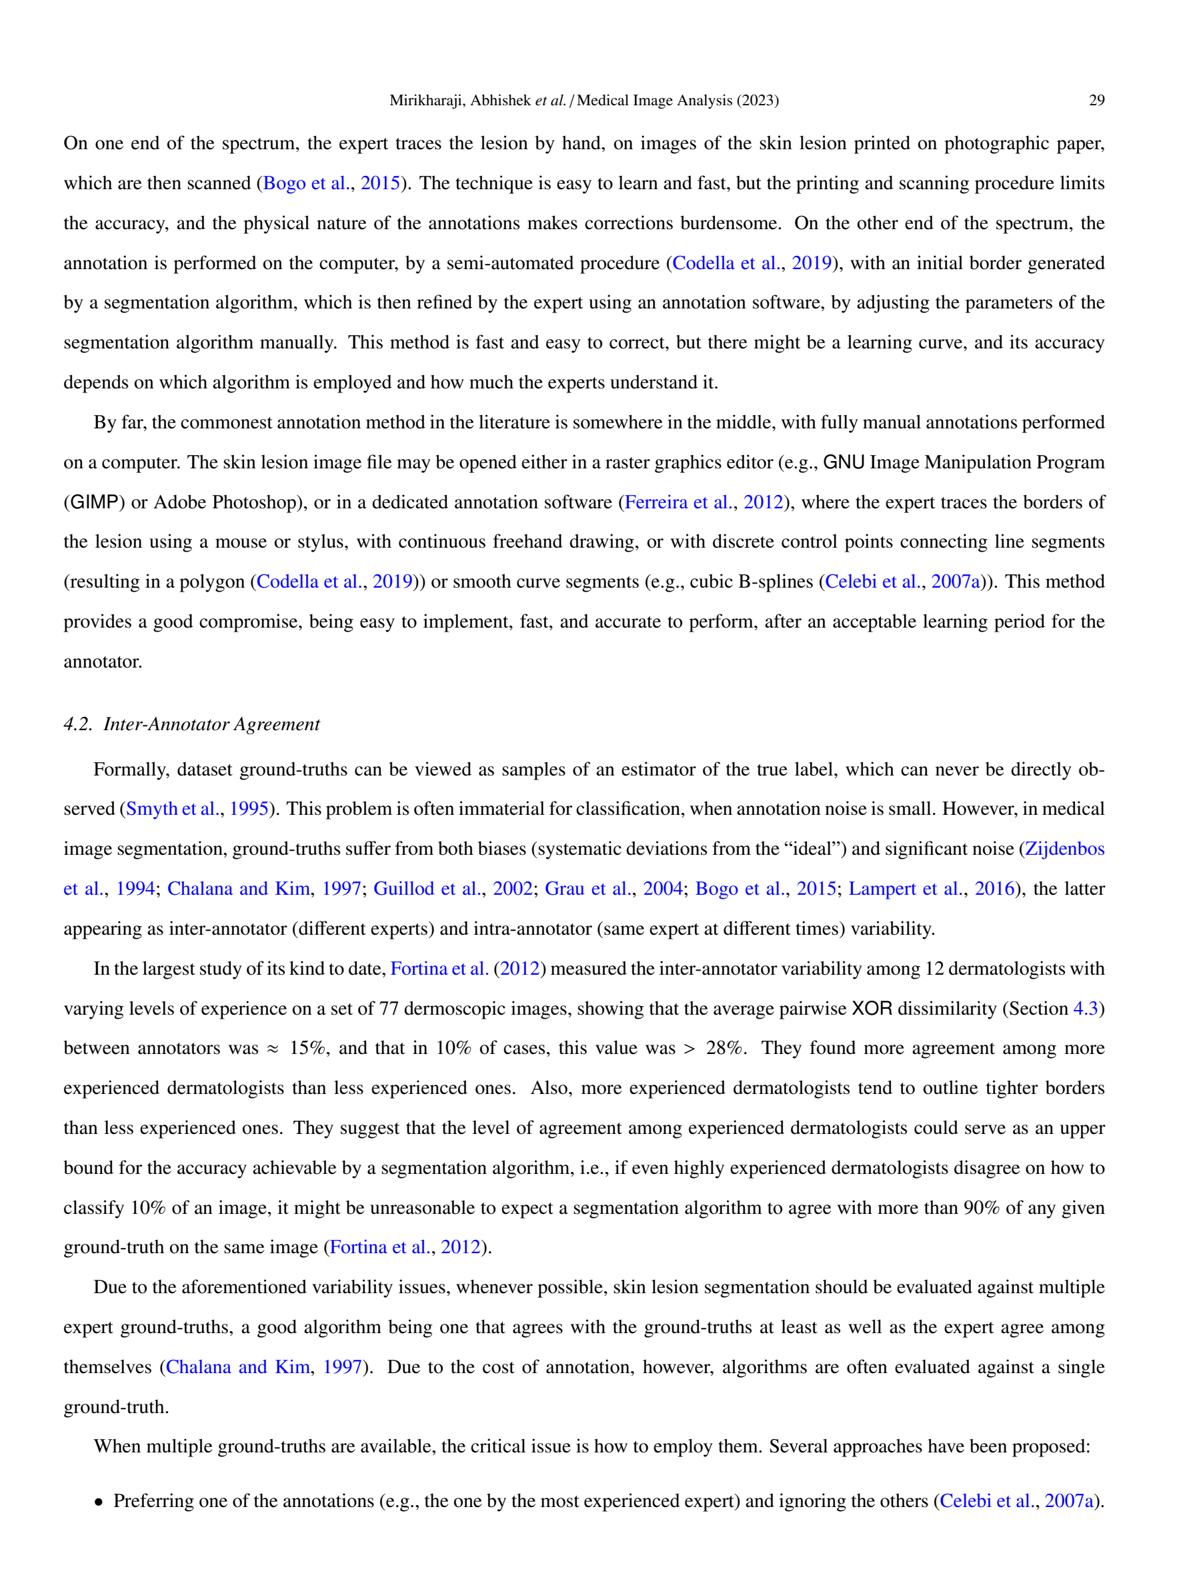 Mirikharaji, Abhishek et al. / Medical Image Analysis (2023)
29
On one end of the spectrum, the expert traces the lesion by hand, on images of the skin lesion printed on photographic paper,
which are then scanned (Bogo et al., 2015). The technique is easy to learn and fast, but the printing and scanning procedure limits
the accuracy, and the physical nature of the annotations makes corrections burdensome. On the other end of the spectrum, the
annotation is performed on the computer, by a semi-automated procedure (Codella et al., 2019), with an initial border generated
by a segmentation algorithm, which is then refined by the expert using an annotation software, by adjusting the parameters of the
segmentation algorithm manually. This method is fast and easy to correct, but there might be a learning curve, and its accuracy
depends on which algorithm is employed and how much the experts understand it.
By far, the commonest annotation method in the literature is somewhere in the middle, with fully manual annotations performed
on a computer. The skin lesion image file may be opened either in a raster graphics editor (e.g., GNU Image Manipulation Program
(GIMP) or Adobe Photoshop), or in a dedicated annotation software (Ferreira et al., 2012), where the expert traces the borders of
the lesion using a mouse or stylus, with continuous freehand drawing, or with discrete control points connecting line segments
(resulting in a polygon (Codella et al., 2019)) or smooth curve segments (e.g., cubic B-splines (Celebi et al., 2007a)). This method
provides a good compromise, being easy to implement, fast, and accurate to perform, after an acceptable learning period for the
annotator.
4.2. Inter-Annotator Agreement
Formally, dataset ground-truths can be viewed as samples of an estimator of the true label, which can never be directly ob-
served (Smyth et al., 1995). This problem is often immaterial for classification, when annotation noise is small. However, in medical
image segmentation, ground-truths suffer from both biases (systematic deviations from the “ideal”) and significant noise (Zijdenbos
et al., 1994; Chalana and Kim, 1997; Guillod et al., 2002; Grau et al., 2004; Bogo et al., 2015; Lampert et al., 2016), the latter
appearing as inter-annotator (different experts) and intra-annotator (same expert at different times) variability.
In the largest study of its kind to date, Fortina et al. (2012) measured the inter-annotator variability among 12 dermatologists with
varying levels of experience on a set of 77 dermoscopic images, showing that the average pairwise XOR dissimilarity (Section 4.3)
between annotators was ≈ 15%, and that in 10% of cases, this value was > 28%. They found more agreement among more
experienced dermatologists than less experienced ones. Also, more experienced dermatologists tend to outline tighter borders
than less experienced ones. They suggest that the level of agreement among experienced dermatologists could serve as an upper
bound for the accuracy achievable by a segmentation algorithm, i.e., if even highly experienced dermatologists disagree on how to
classify 10% of an image, it might be unreasonable to expect a segmentation algorithm to agree with more than 90% of any given
ground-truth on the same image (Fortina et al., 2012).
Due to the aforementioned variability issues, whenever possible, skin lesion segmentation should be evaluated against multiple
expert ground-truths, a good algorithm being one that agrees with the ground-truths at least as well as the expert agree among
themselves (Chalana and Kim, 1997). Due to the cost of annotation, however, algorithms are often evaluated against a single
ground-truth.
When multiple ground-truths are available, the critical issue is how to employ them. Several approaches have been proposed:
• Preferring one of the annotations (e.g., the one by the most experienced expert) and ignoring the others (Celebi et al., 2007a).